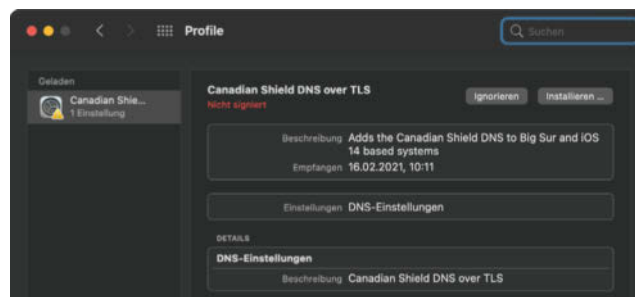 Profile
Suchen
Geladen
Canadian Shie...
1 Einstellung
Canadian Shield DNS over TLS
Nicht signiert
Ignorieren
Installieren ...
Beschreibung Adds the Canadian Shield DNS to Big Sur and iOS
14 based systems
Empfangen 16.02.2021, 10:11
Einstellungen DNS-Einstellungen
DETAILS
DNS-Einstellungen
Beschreibung Canadian Shield DNS over TLS